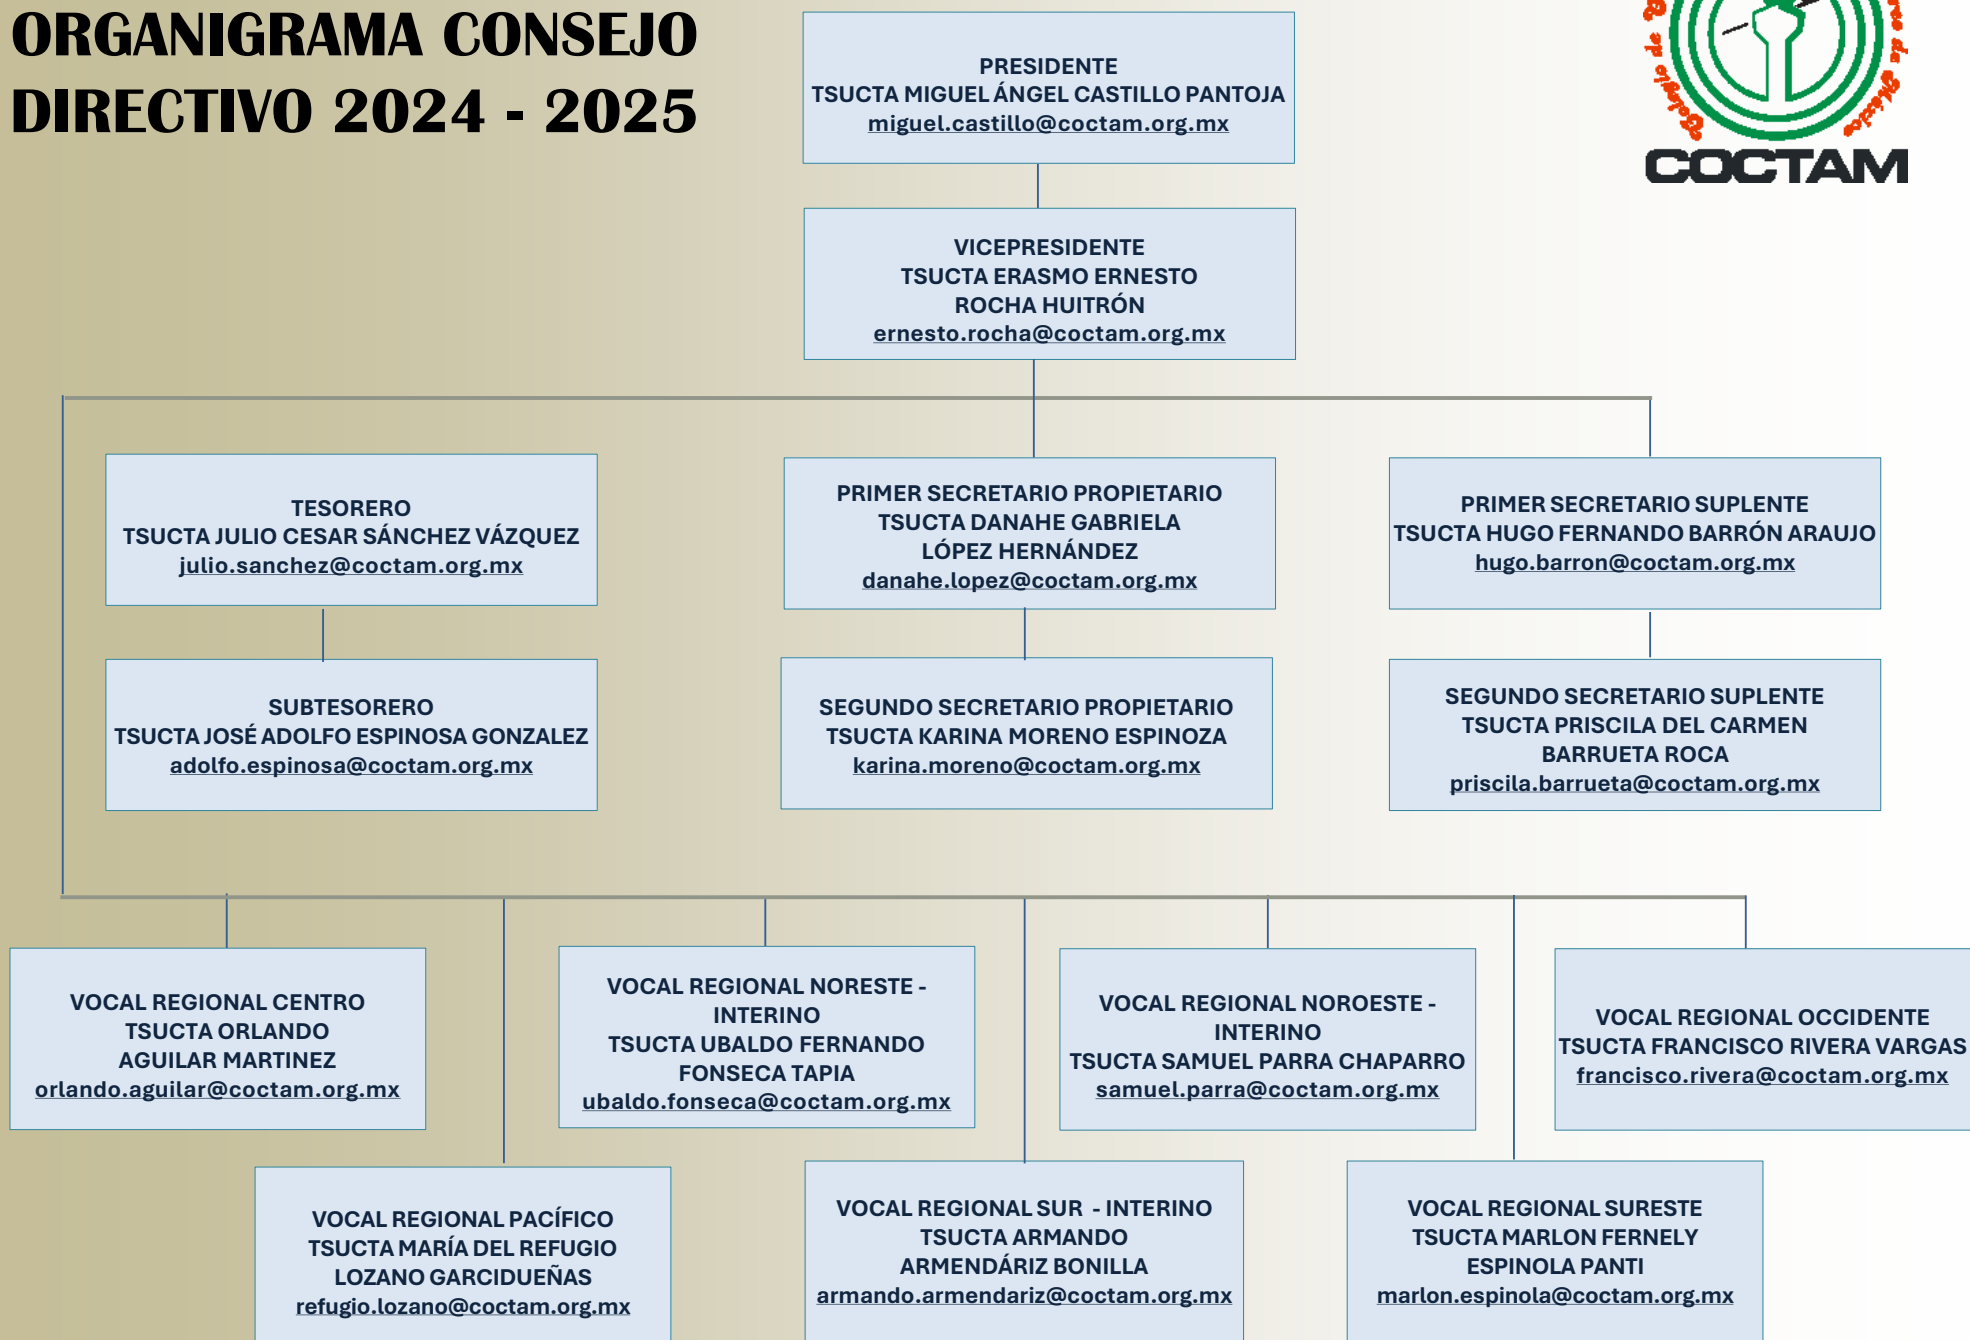 ORGANIGRAMA CONSEJO
DIRECTIVO 2024 - 2025
PRESIDENTE
TSUCTA MIGUEL ÁNGEL CASTILLO PANTOJA
miguel.castillo@coctam.org.mx
COCTAM
VICEPRESIDENTE
TSUCTA ERASMO ERNESTO
ROCHA HUITRÓN
ernesto.rocha@coctam.org.mx
TESORERO
TSUCTA JULIO CESAR SÁNCHEZ VÁZQUEZ
julio.sanchez@coctam.org.mx
PRIMER SECRETARIO PROPIETARIO
TSUCTA DANAHE GABRIELA
LÓPEZ HERNÁNDEZ
danahe.lopez@coctam.org.mx
PRIMER SECRETARIO SUPLENTE
TSUCTA HUGO FERNANDO BARRÓN ARAUJO
hugo.barron@coctam.org.mx
SUBTESORERO
TSUCTA JOSÉ ADOLFO ESPINOSA GONZALEZ
adolfo.espinosa@coctam.org.mx
SEGUNDO SECRETARIO PROPIETARIO
TSUCTA KARINA MORENO ESPINOZA
karina.moreno@coctam.org.mx
SEGUNDO SECRETARIO SUPLENTE
TSUCTA PRISCILA DEL CARMEN
BARRUETA ROCA
priscila.barrueta@coctam.org.mx
VOCAL REGIONAL CENTRO
TSUCTA ORLANDO
AGUILAR MARTINEZ
orlando.aguilar@coctam.org.mx
VOCAL REGIONAL NORESTE -
INTERINO
TSUCTA UBALDO FERNANDO
FONSECA TAPIA
ubaldo.fonseca@coctam.org.mx
VOCAL REGIONAL NOROESTE -
INTERINO
TSUCTA SAMUEL PARRA CHAPARRO
samuel.parra@coctam.org.mx
VOCAL REGIONAL OCCIDENTE
TSUCTA FRANCISCO RIVERA VARGAS
francisco.rivera@coctam.org.mx
VOCAL REGIONAL PACÍFICO
TSUCTA MARÍA DEL REFUGIO
LOZANO GARCIDUEÑAS
refugio.lozano@coctam.org.mx
VOCAL REGIONAL SUR - INTERINO
TSUCTA ARMANDO
ARMENDÁRIZ BONILLA
armando.armendariz@coctam.org.mx
VOCAL REGIONAL SURESTE
TSUCTA MARLON FERNELY
ESPINOLA PANTI
marlon.espinola@coctam.org.mx